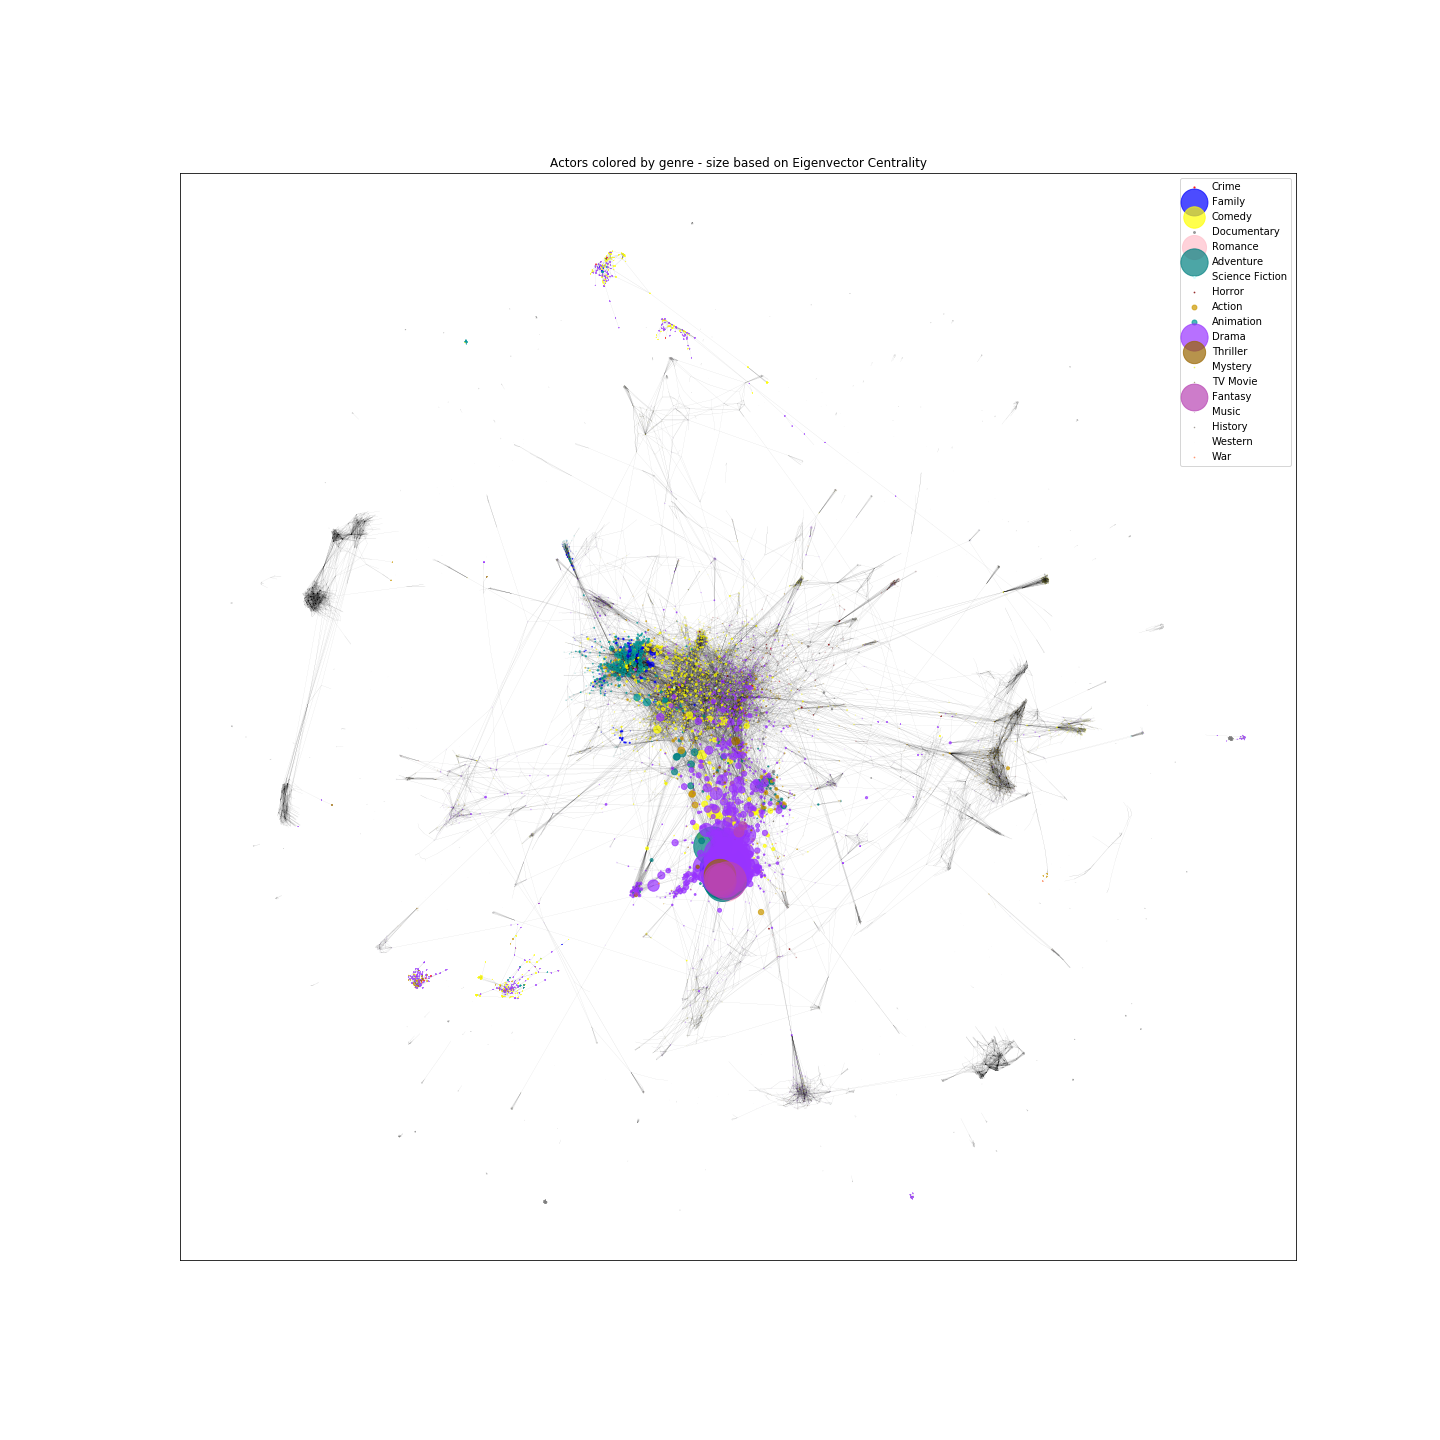 Actors colored by genre - size based on Eigenvector Centrality
Crime
Family
Comedy
Documentary
Romance
Adventure
Science Fiction
Horror
Action
Animation
Drama
Thriller
Mystery
TV Movie
Fantasy
Music
History
Western
War